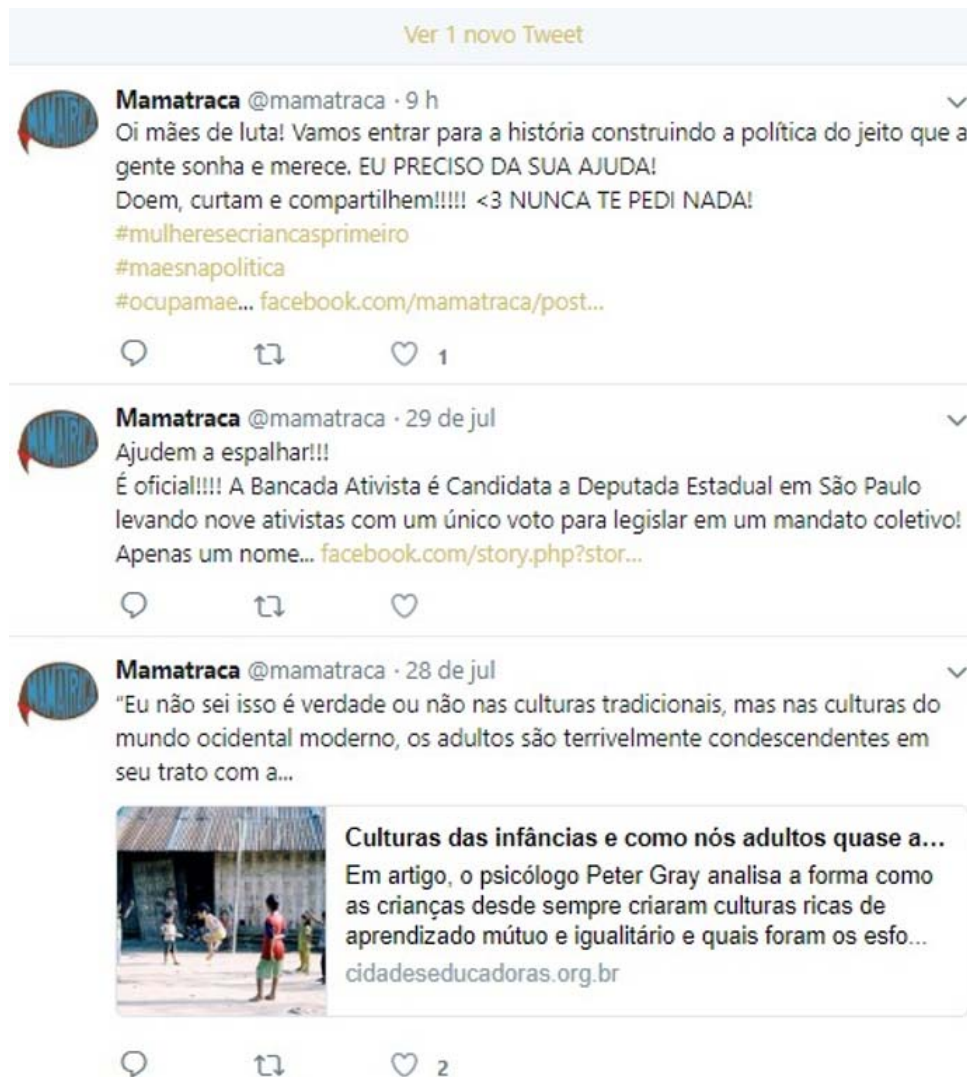 Ver 1 novo Tweet
MAMATRACA
Mamatraca @mamatraca · 9 h
Oi mães de luta! Vamos entrar para a história construindo a política do jeito que a
gente sonha e merece. EU PRECISO DA SUA AJUDA!
Doem, curtam e compartilhem!!!!! <3 NUNCA TE PEDI NADA!
#mulheresecriancasprimeiro
#maesnapolitica
#ocupamae... facebook.com/mamatraca/post...
1
MAMATRACA
Mamatraca @mamatraca · 29 de jul
Ajudem a espalhar!!!
É oficial!!!! A Bancada Ativista é Candidata a Deputada Estadual em São Paulo
levando nove ativistas com um único voto para legislar em um mandato coletivo!
Apenas um nome... facebook.com/story.php?stor...
MAMATRACA
Mamatraca @mamatraca · 28 de jul
“Eu não sei isso é verdade ou não nas culturas tradicionais, mas nas culturas do
mundo ocidental moderno, os adultos são terrivelmente condescendentes em
seu trato com a...
Culturas das infâncias e como nós adultos quase a...
Em artigo, o psicólogo Peter Gray analisa a forma como
as crianças desde sempre criaram culturas ricas de
aprendizado mútuo e igualitário e quais foram os esfo...
cidadeseducadoras.org.br
2